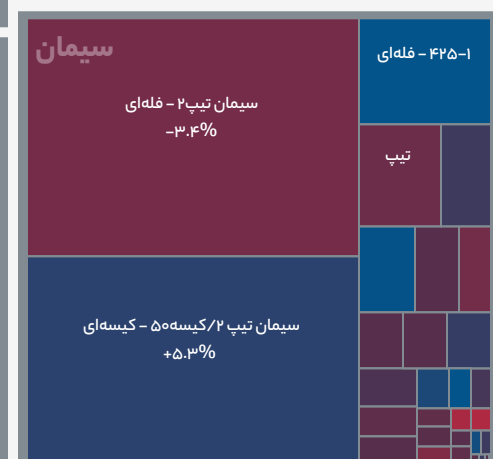 سیمان
۴۲۵-۱ - فله‌ای
سیمان تیپ۲ - فله‌ای
-۳.۴%
تیپ
سیمان تیپ ۲/کیسه۵۰ - کیسه‌ای
+۵.۳%